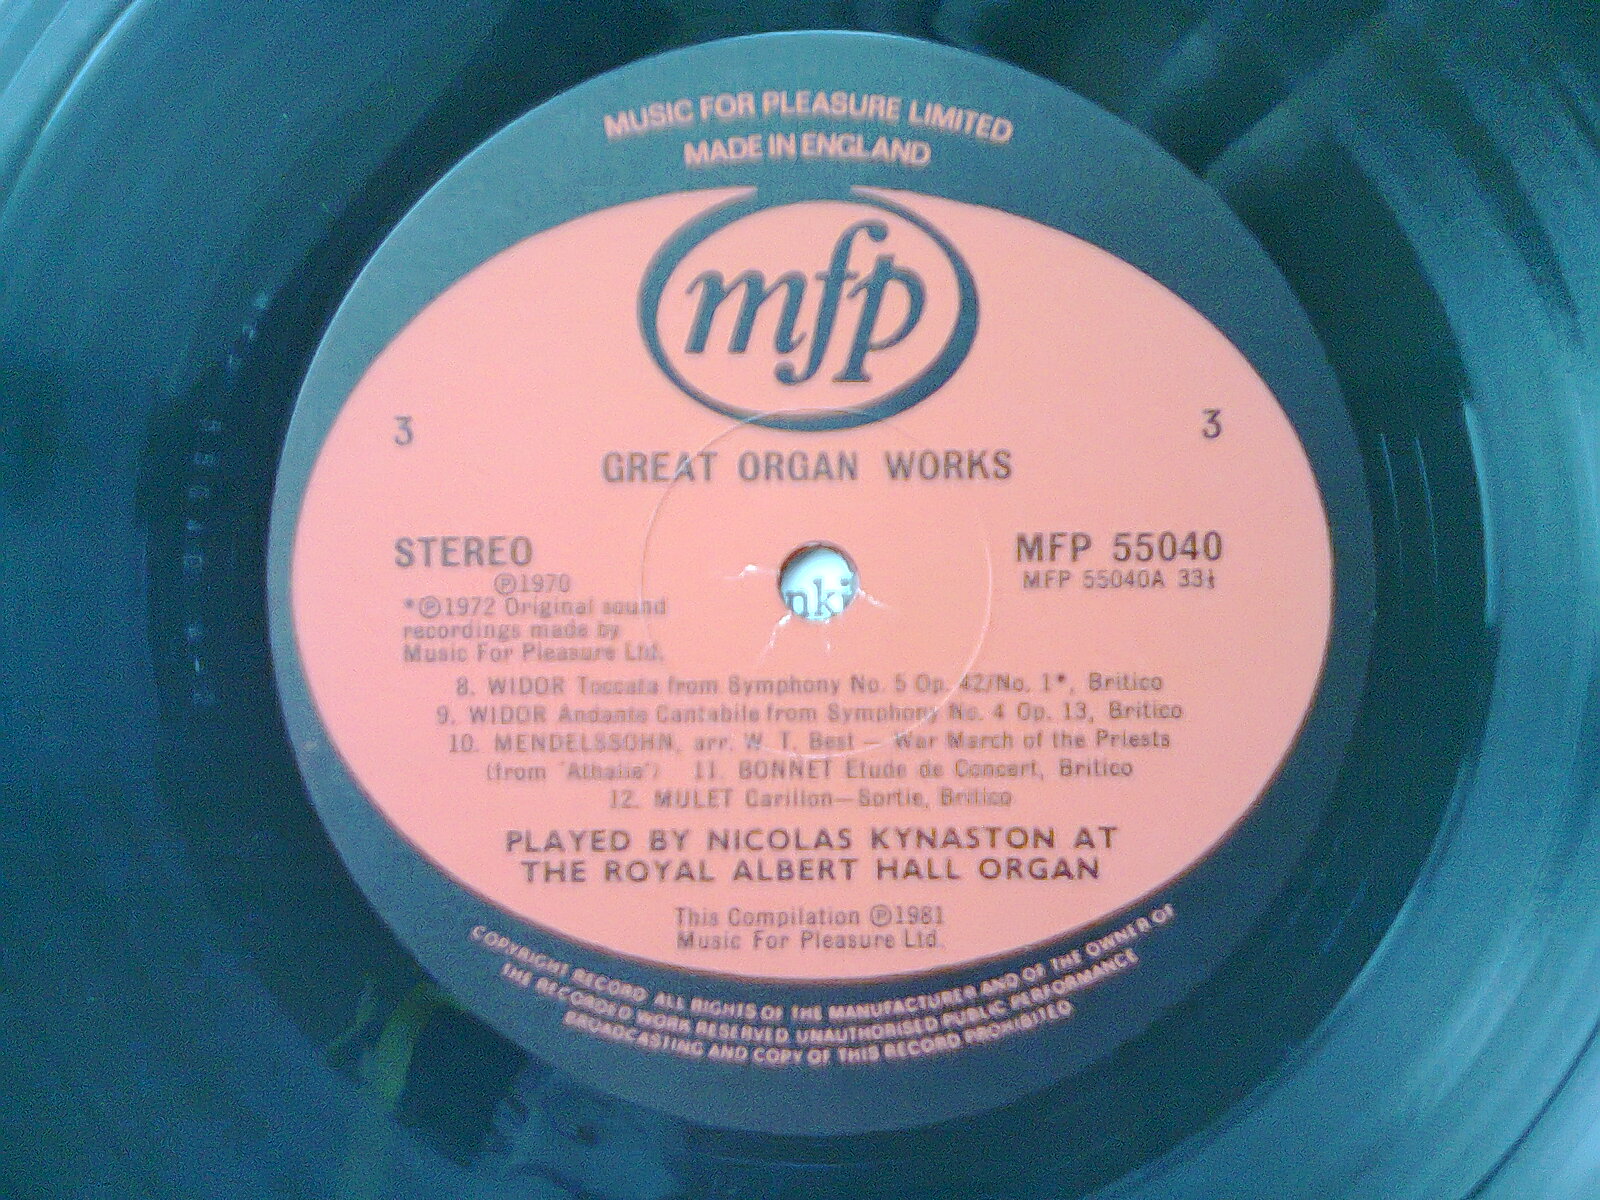 MUSIC FOR PLEASURE LIMITED
MADE IN ENGLAND
mfp
3 3
GREAT ORGAN WORKS
STEREO MFP 55040
℗1970 MFP 55040A 33⅓
*℗1972 Original sound
recordings made by
Music For Pleasure Ltd.
8. WIDOR Toccata from Symphony No. 5 Op. 42/No. 1*, Britico
9. WIDOR Andante Cantabile from Symphony No. 4 Op. 13, Britico
10. MENDELSSOHN, arr. W. T. Best — War March of the Priests
(from 'Athalie') 11. BONNET Etude de Concert, Britico
12. MULET Carillon—Sortie, Britico
PLAYED BY NICOLAS KYNASTON AT
THE ROYAL ALBERT HALL ORGAN
This Compilation ℗1981
Music For Pleasure Ltd.
COPYRIGHT RECORD ALL RIGHTS OF THE MANUFACTURER AND OF THE OWNER OF
THE RECORDED WORK RESERVED UNAUTHORISED PUBLIC PERFORMANCE
BROADCASTING AND COPY OF THIS RECORD PROHIBITED